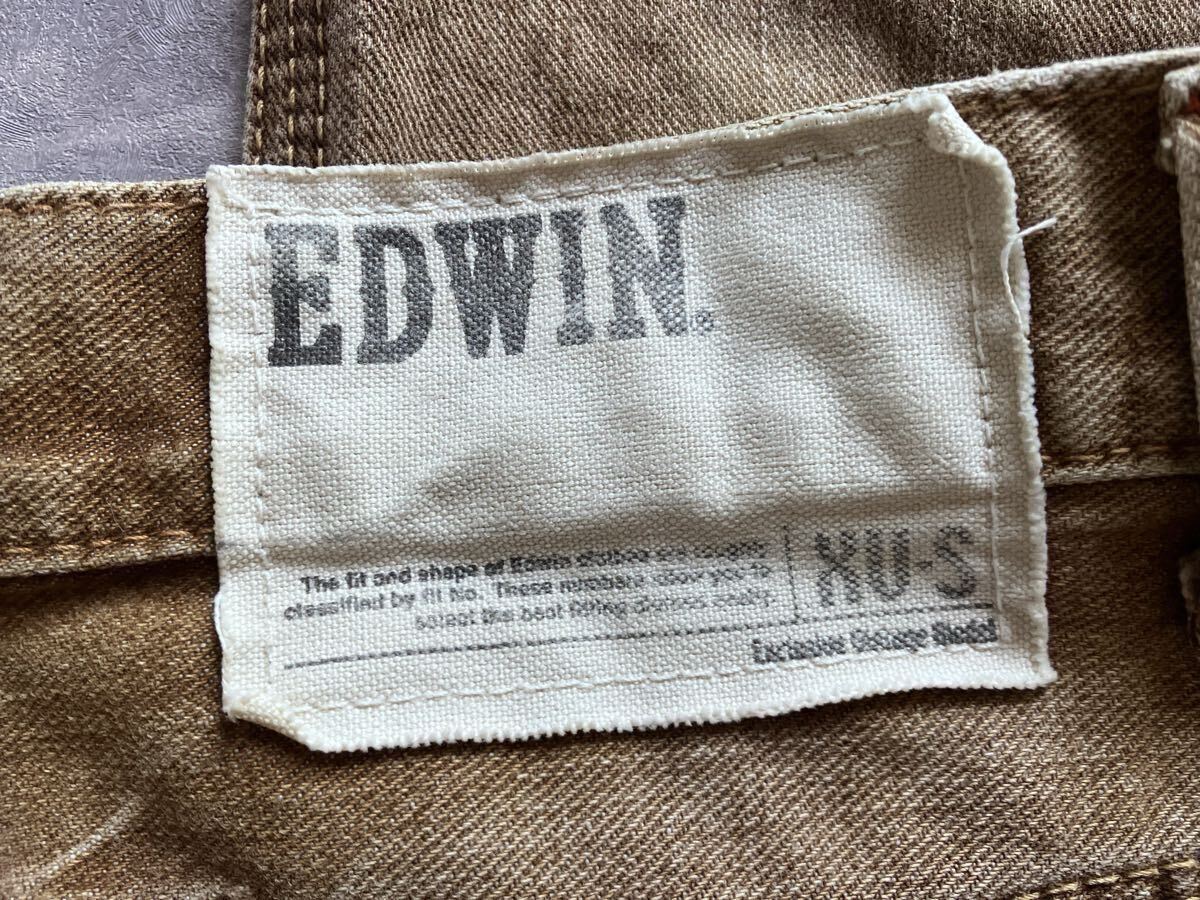 EDWIN®
The fit and shape of Edwin clothes are
classified by fit No. These numbers allow you to
select the best fitting clothes easily.
XU-S
Exclusive Vintage Model